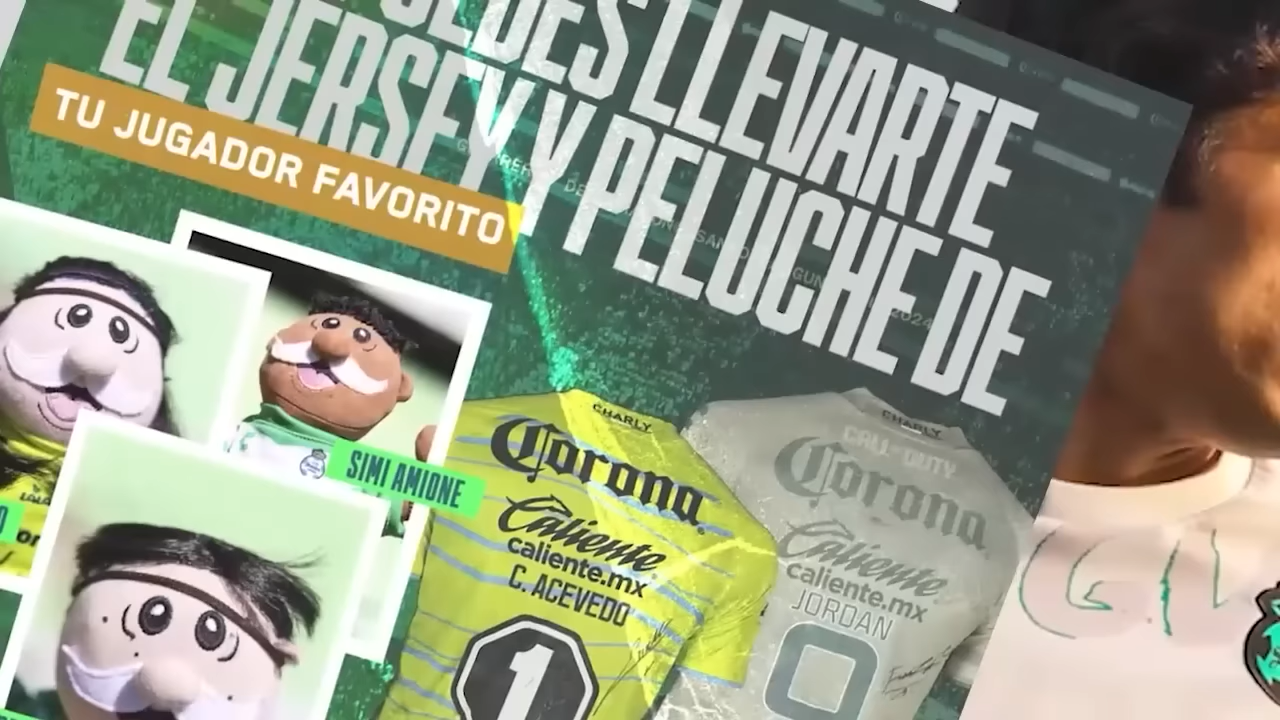 LLEVARTE
EL JERSEY Y PELUCHE DE
TU JUGADOR FAVORITO
SIMI AMIONE
CHARLY
Corona
Caliente
caliente.mx
C. ACEVEDO
1
CHARLY
CALL OF DUTY
Corona
Caliente
caliente.mx
JORDAN